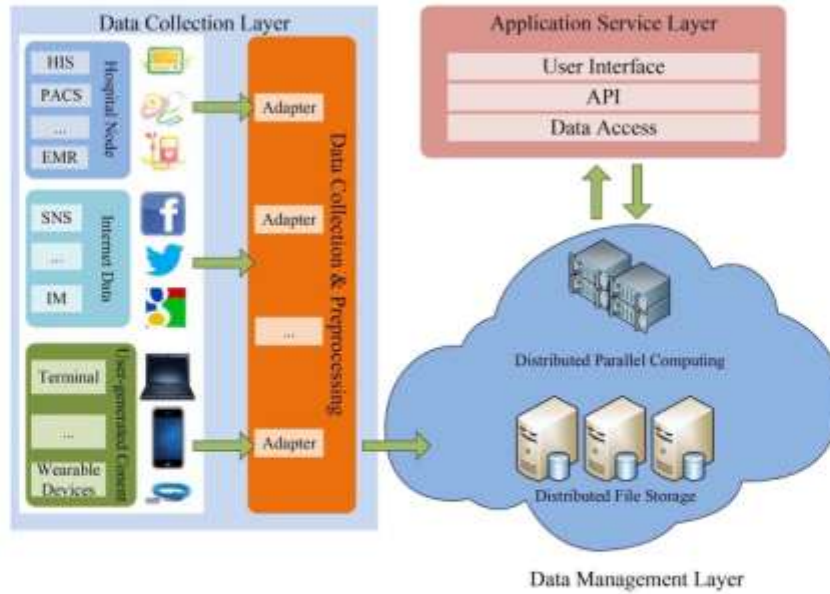 Data Collection Layer
HIS
PACS
...
EMR
Hospital Node
SNS
...
IM
Internet Data
Terminal
...
Wearable
Devices
User-generated Conent
Adapter
Adapter
...
Adapter
Data Collection & Preprocessing
Application Service Layer
User Interface
API
Data Access
Distributed Parallel Computing
Distributed File Storage
Data Management Layer